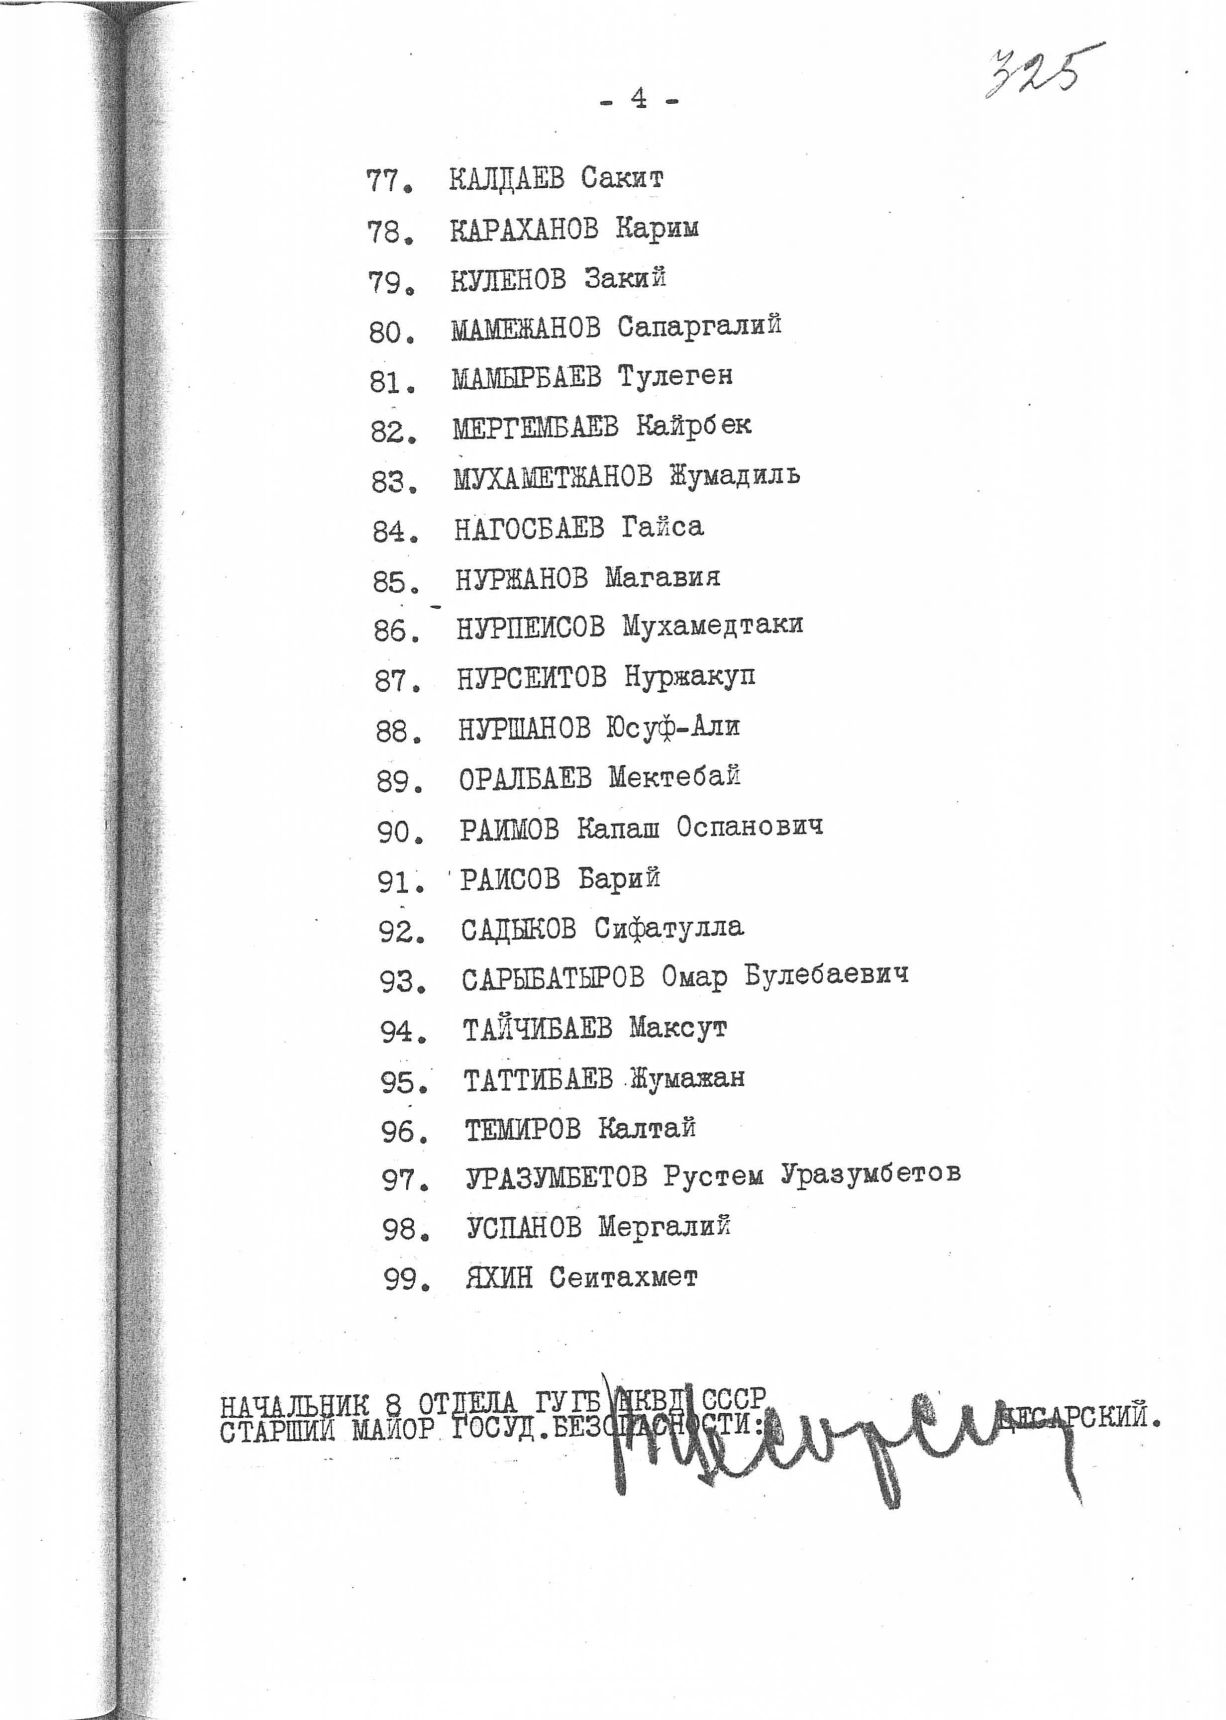 325
- 4 -
77. КАЛДАЕВ Сакит
78. КАРАХАНОВ Карим
79. КУЛЕНОВ Закий
80. МАМЕЖАНОВ Сапаргалий
81. МАМЫРБАЕВ Тулеген
82. МЕРГЕМБАЕВ Кайрбек
83. МУХАМЕТЖАНОВ Жумадиль
84. НАГОСБАЕВ Гайса
85. НУРЖАНОВ Магавия
86. НУРПЕИСОВ Мухамедтаки
87. НУРСЕИТОВ Нуржакуп
88. НУРШАНОВ Юсуф-Али
89. ОРАЛБАЕВ Мектебай
90. РАИМОВ Капаш Оспанович
91. РАИСОВ Барий
92. САДЫКОВ Сифатулла
93. САРЫБАТЫРОВ Омар Булебаевич
94. ТАЙЧИБАЕВ Максут
95. ТАТТИБАЕВ Жумажан
96. ТЕМИРОВ Калтай
97. УРАЗУМБЕТОВ Рустем Уразумбетов
98. УСПАНОВ Мергалий
99. ЯХИН Сеитахмет
НАЧАЛЬНИК 8 ОТДЕЛА ГУГБ НКВД СССР
СТАРШИЙ МАЙОР ГОСУД.БЕЗОПАСНОСТИ: ЦЕСАРСКИЙ.